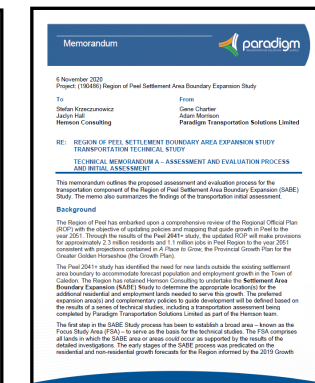 Memorandum
paradigm
6 November 2020
Project: (190486) Region of Peel Settlement Area Boundary Expansion Study
To From
Stefan Krzeczunowicz Gene Chartier
Jaclyn Hall Adam Morrison
Hemson Consulting Paradigm Transportation Solutions Limited
RE: REGION OF PEEL SETTLEMENT BOUNDARY AREA EXPANSION STUDY
TRANSPORTATION TECHNICAL STUDY
TECHNICAL MEMORANDUM A – ASSESSMENT AND EVALUATION PROCESS
AND INITIAL ASSESSMENT
This memorandum outlines the proposed assessment and evaluation process for the
transportation component of the Region of Peel Settlement Area Boundary Expansion (SABE)
Study. The memo also summarizes the findings of the transportation initial assessment.
Background
The Region of Peel has embarked upon a comprehensive review of the Regional Official Plan
(ROP) with the objective of updating policies and mapping that guide growth in Peel to the
year 2051. Through the results of the Peel 2041+ study, the updated ROP will make provisions
for approximately 2.3 million residents and 1.1 million jobs in Peel Region to the year 2051
consistent with projections contained in A Place to Grow, the Provincial Growth Plan for the
Greater Golden Horseshoe (the Growth Plan).
The Peel 2041+ study has identified the need for new lands outside the existing settlement
area boundary to accommodate forecast population and employment growth in the Town of
Caledon. The Region has retained Hemson Consulting to undertake the Settlement Area
Boundary Expansion (SABE) Study to determine the appropriate location(s) for the
additional residential and employment lands needed to serve this growth. The preferred
expansion area(s) and complementary policies to guide development will be defined based on
the results of a series of technical studies, including a transportation assessment being
completed by Paradigm Transportation Solutions Limited as part of the Hemson team.
The first step in the SABE Study process has been to establish a broad area – known as the
Focus Study Area (FSA) – to serve as the basis for the technical studies. The FSA comprises
all lands in which the SABE area or areas could occur as supported by the results of the
detailed investigations. The early stages of the SABE process was predicated on the
residential and non-residential growth forecasts for the Region informed by the 2019 Growth